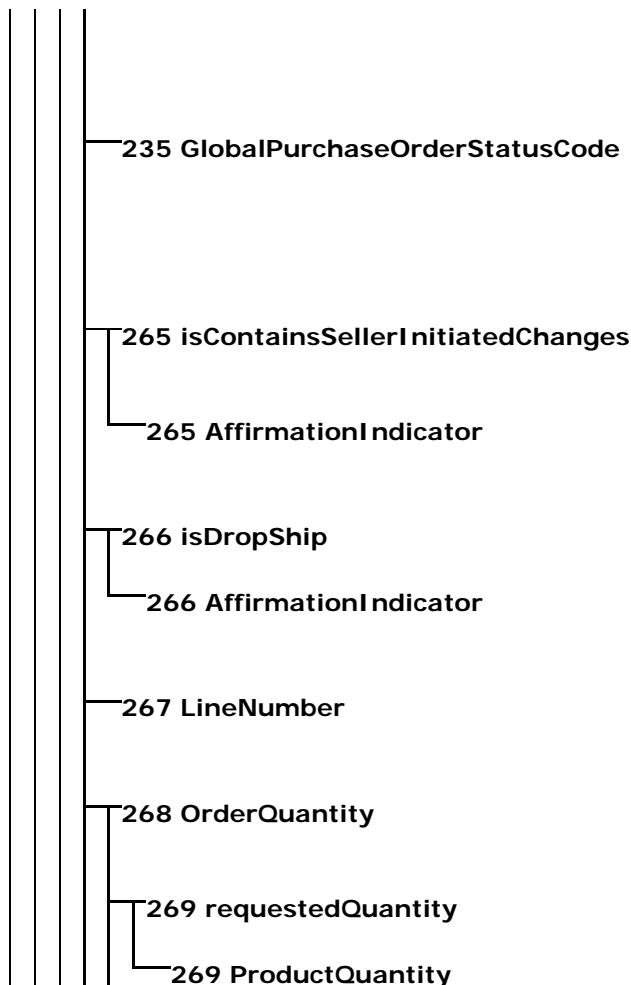 235 GlobalPurchaseOrderStatusCode
265 isContainsSellerInitiatedChanges
265 AffirmationIndicator
266 isDropShip
266 AffirmationIndicator
267 LineNumber
268 OrderQuantity
269 requestedQuantity
269 ProductQuantity